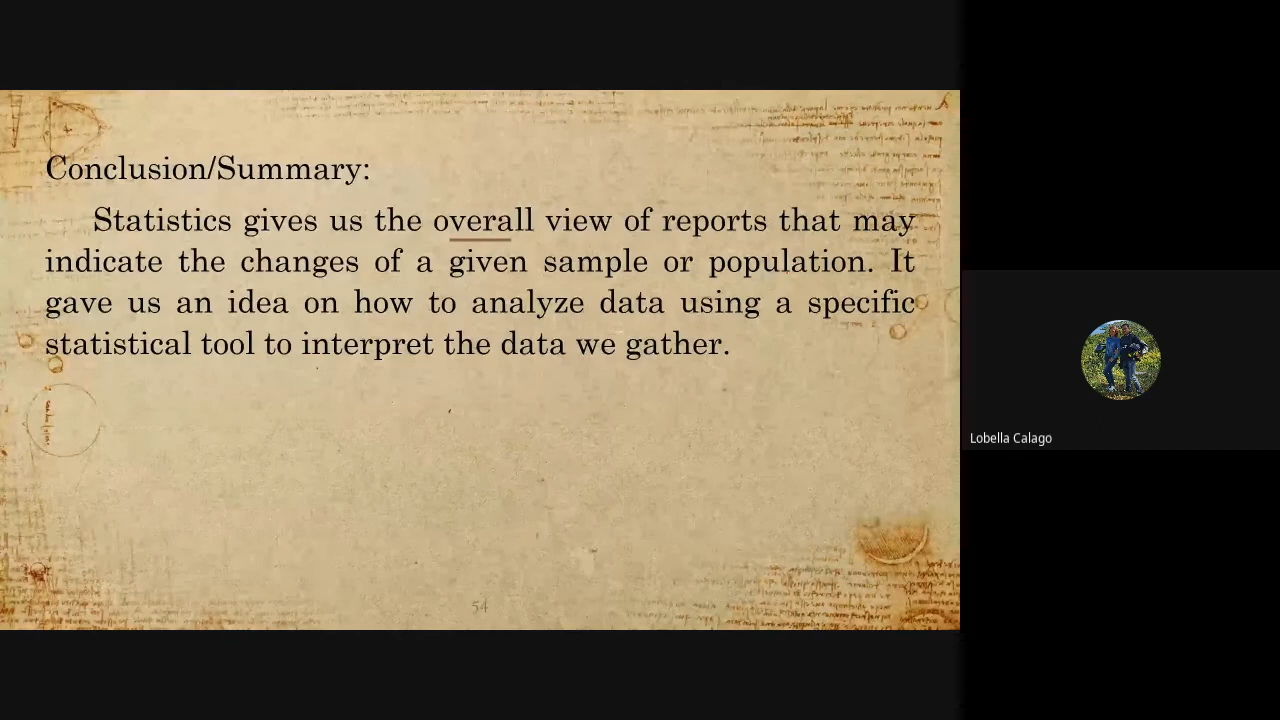 Conclusion/Summary:
Statistics gives us the overall view of reports that may
indicate the changes of a given sample or population. It
gave us an idea on how to analyze data using a specific
statistical tool to interpret the data we gather.
54
Lobella Calago